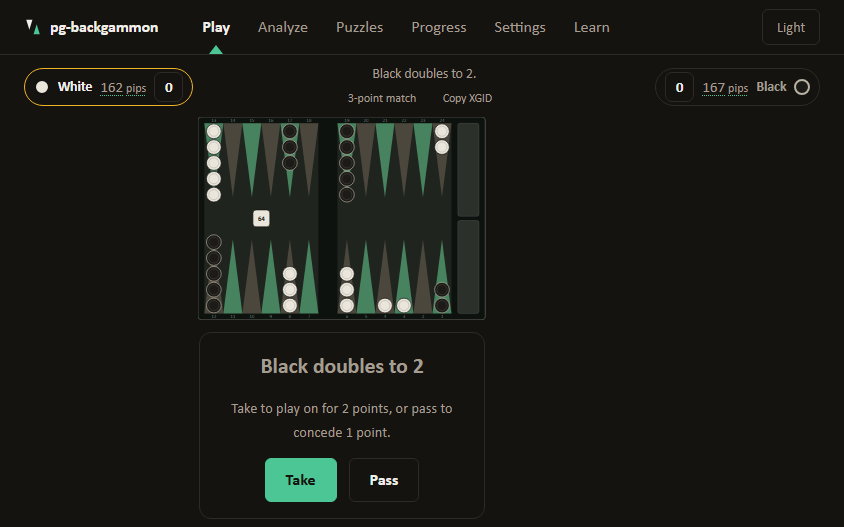 pg-backgammon Play Analyze Puzzles Progress Settings Learn Light
White 162 pips 0
Black doubles to 2.
0 167 pips Black
3-point match Copy XGID
64
Black doubles to 2
Take to play on for 2 points, or pass to
concede 1 point.
Take Pass